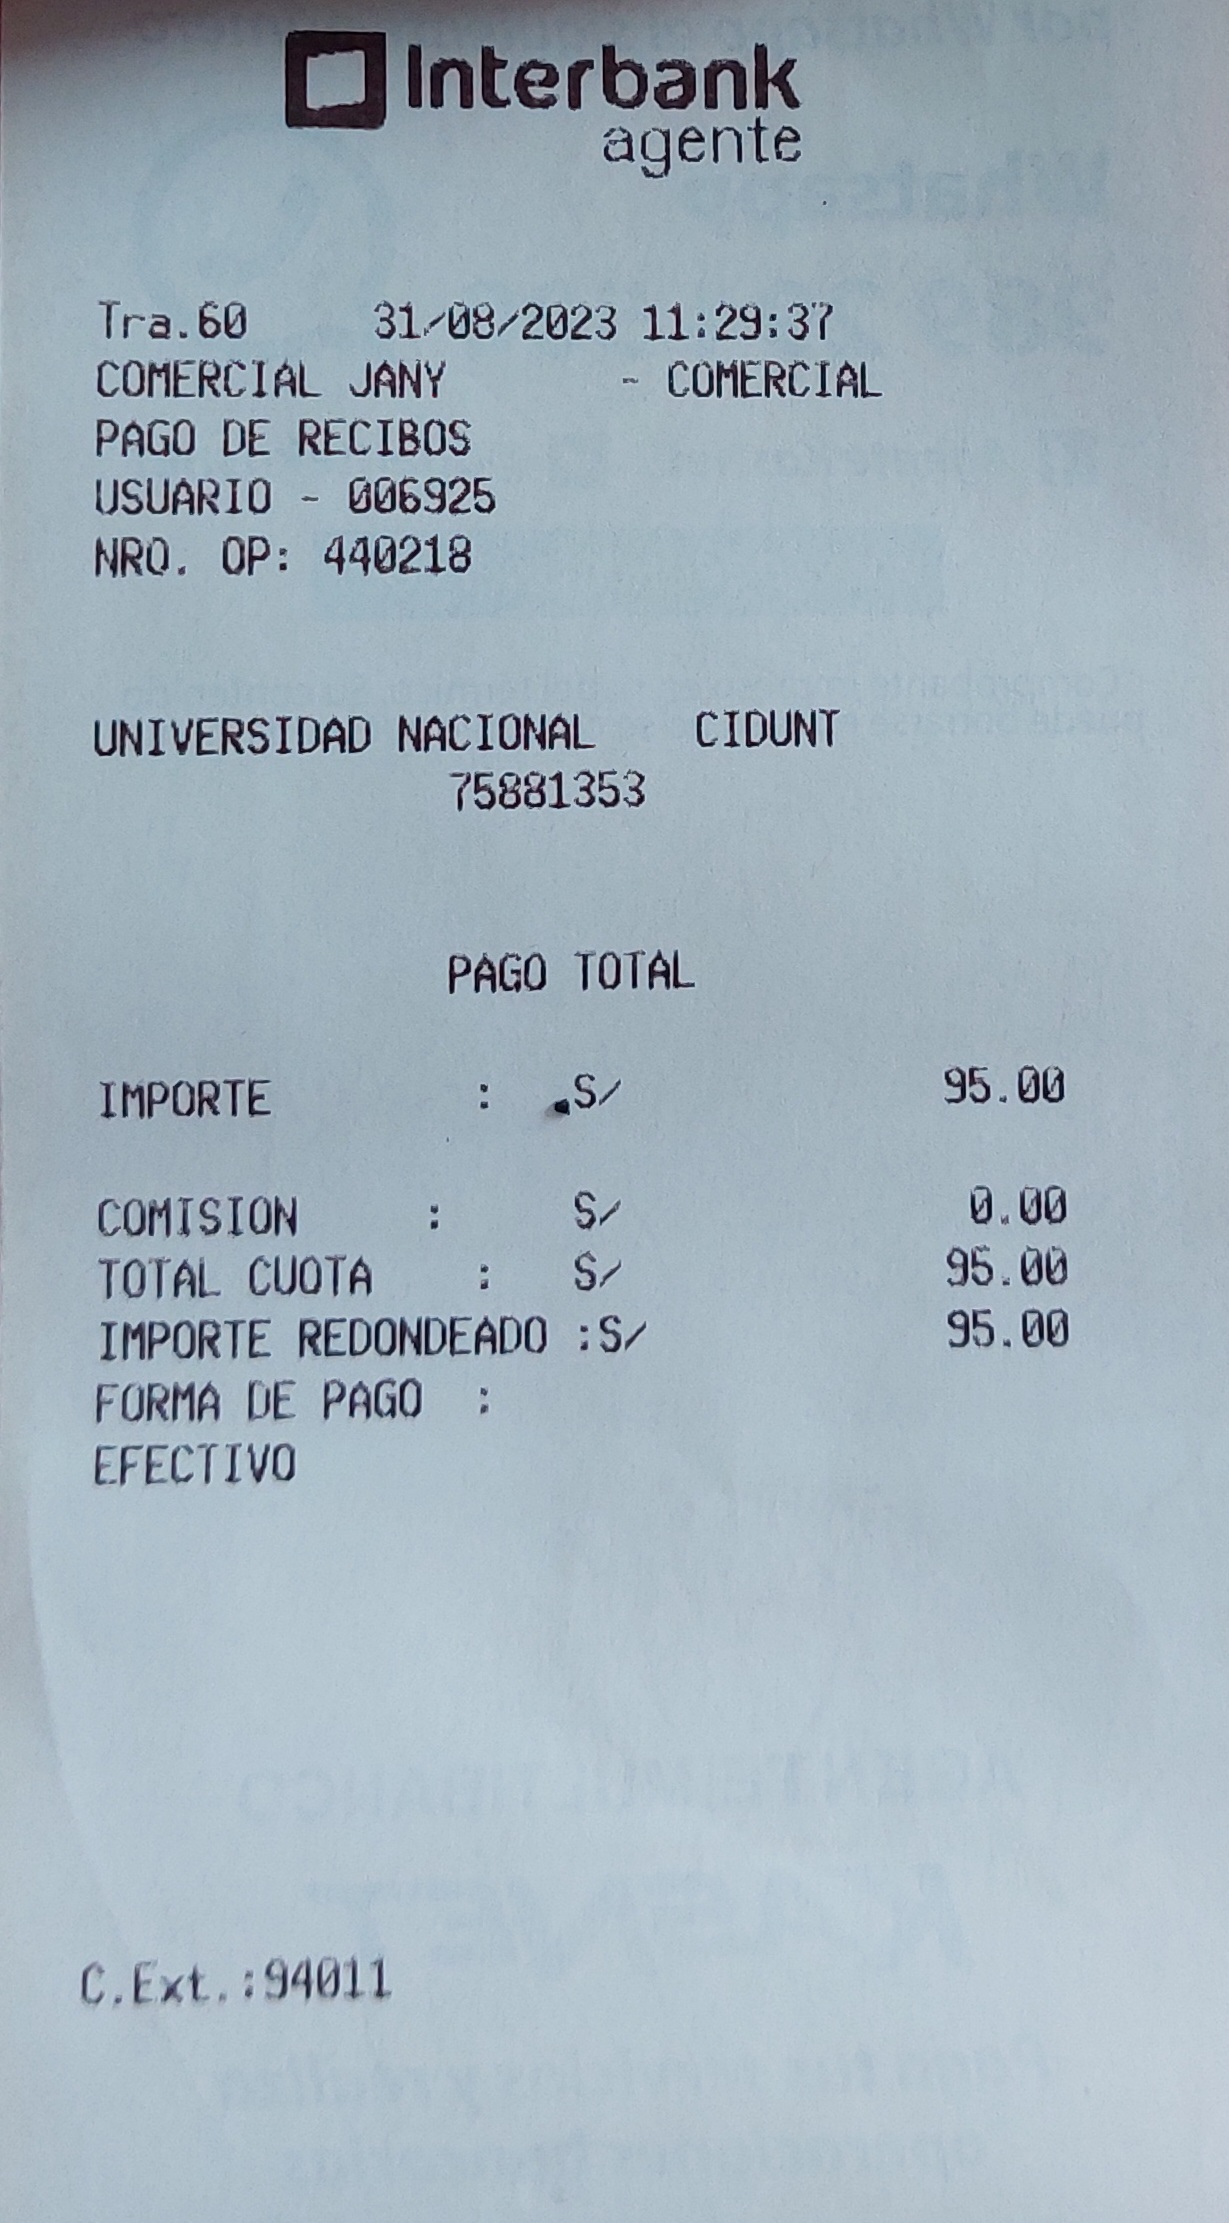 Interbank
agente
Tra.60 31/08/2023 11:29:37
COMERCIAL JANY - COMERCIAL
PAGO DE RECIBOS
USUARIO - 006925
NRO. OP: 440218
UNIVERSIDAD NACIONAL CIDUNT
75881353
PAGO TOTAL
IMPORTE : S/ 95.00
COMISION : S/ 0.00
TOTAL CUOTA : S/ 95.00
IMPORTE REDONDEADO :S/ 95.00
FORMA DE PAGO :
EFECTIVO
C.Ext.:94011